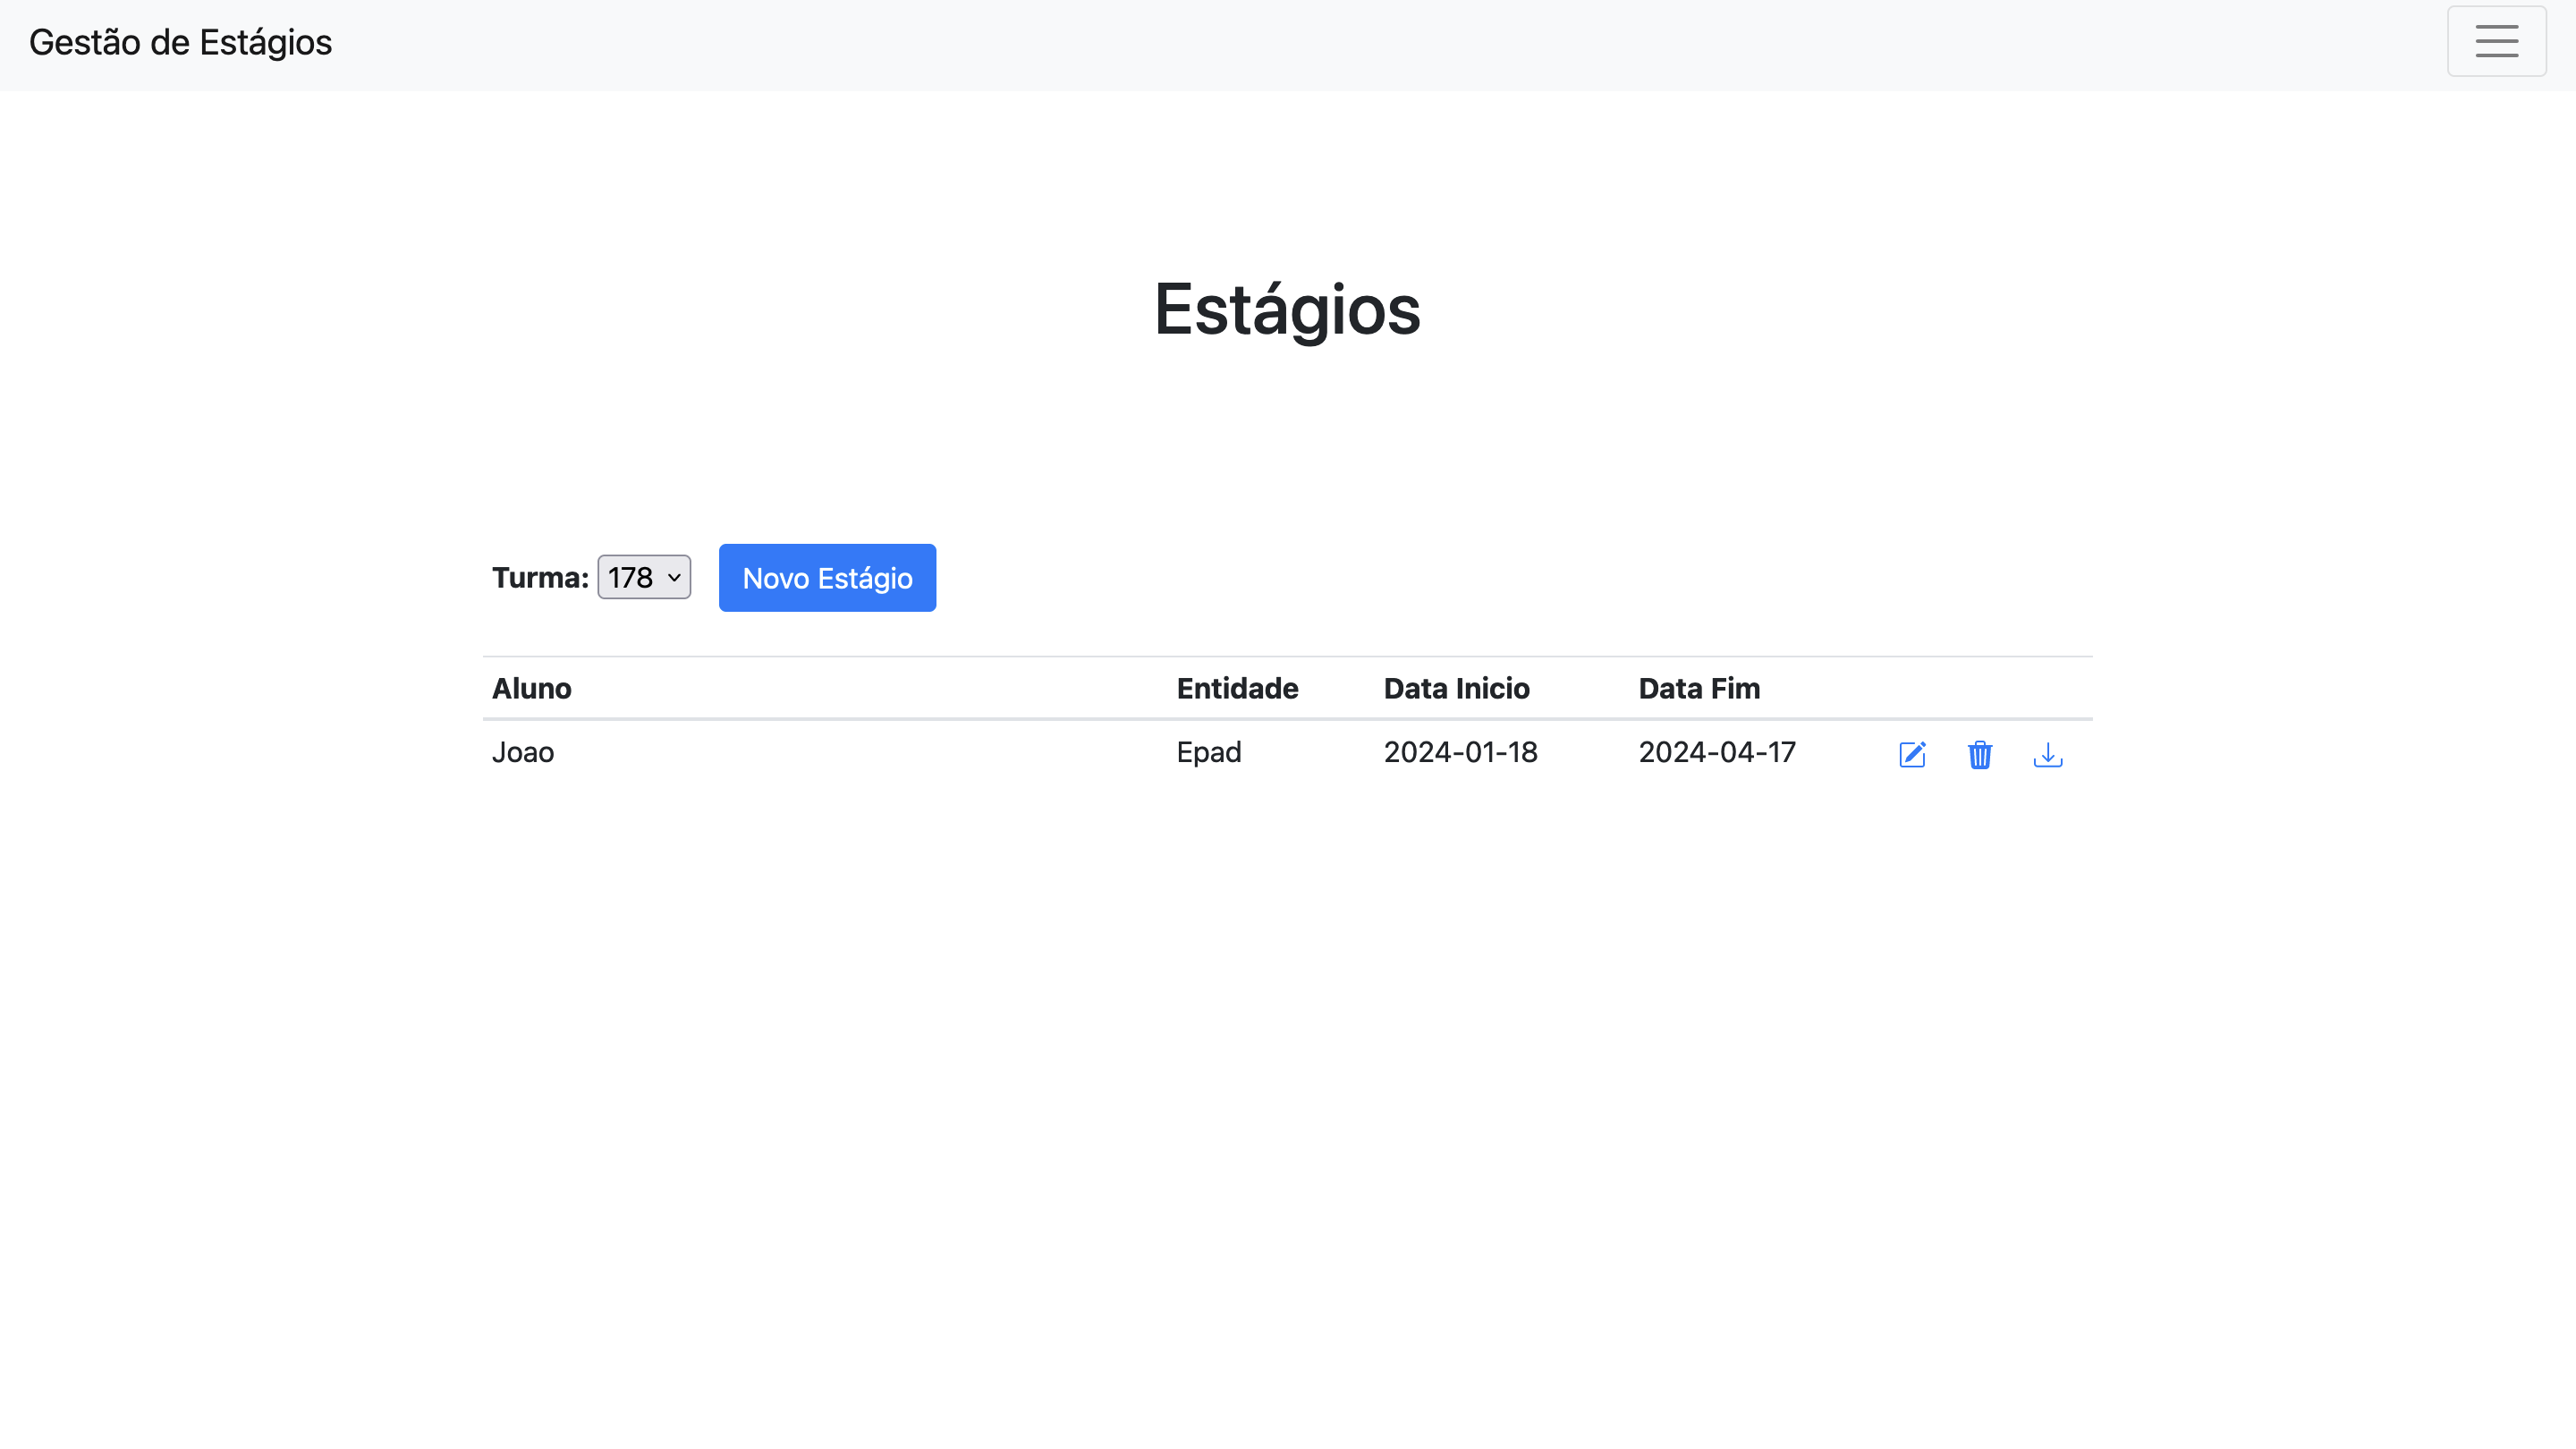 Gestão de Estágios
Estágios
Turma: 178 Novo Estágio
Aluno Entidade Data Inicio Data Fim
Joao Epad 2024-01-18 2024-04-17